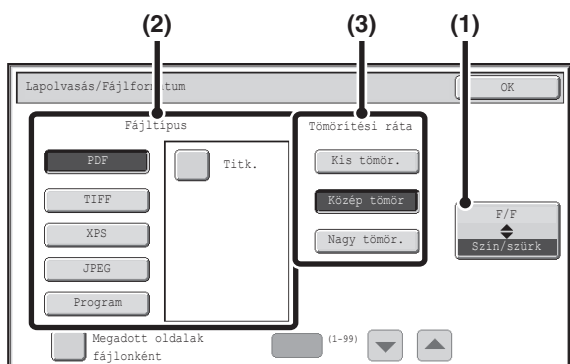 (2) (3) (1)
Lapolvasás/Fájlformátum OK
Fájltípus Tömörítési ráta
PDF Titk. Kis tömör.
TIFF Közép tömör F/F
XPS Nagy tömör. Szín/szürk
JPEG
Program
Megadott oldalak (1-99)
fájlonként